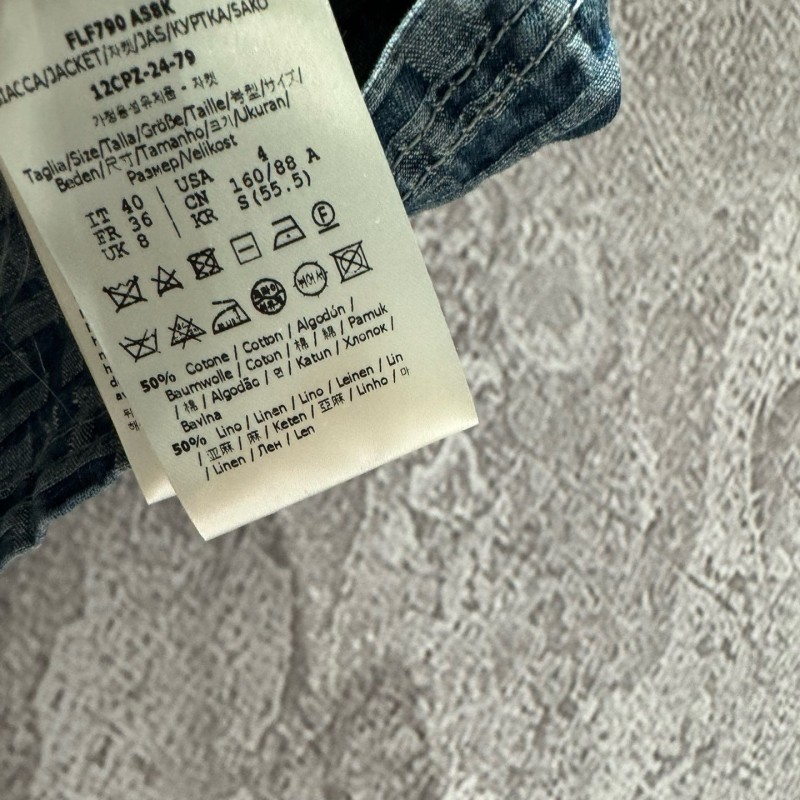 FLF790 AS8K
GIACCA/JACKET/자켓/JAS/КУРТКА/SAKO
12CPZ-24-79
가정용섬유제품 - 자켓
Taglia/Size/Talla/Größe/Taille/복형/サイズ/
Beden/尺寸/Tamanho/크기/Ukuran/
Размер/Velikost
IT 40 USA 4
FR 36 CN 160/88 A
UK 8 KR S(55.5)
50% Cotone / Cotton / Algodón /
Baumwolle / Coton / 棉 / 綿 / Pamuk
/ 棉 / Algodão / 면 / Katun / Хлопок /
Bavlna
50% Lino / Linen / Lino / Leinen / Lin
/ 亚麻 / 麻 / Keten / 亞麻 / Linho / 마
/ Linen / Лен / Len